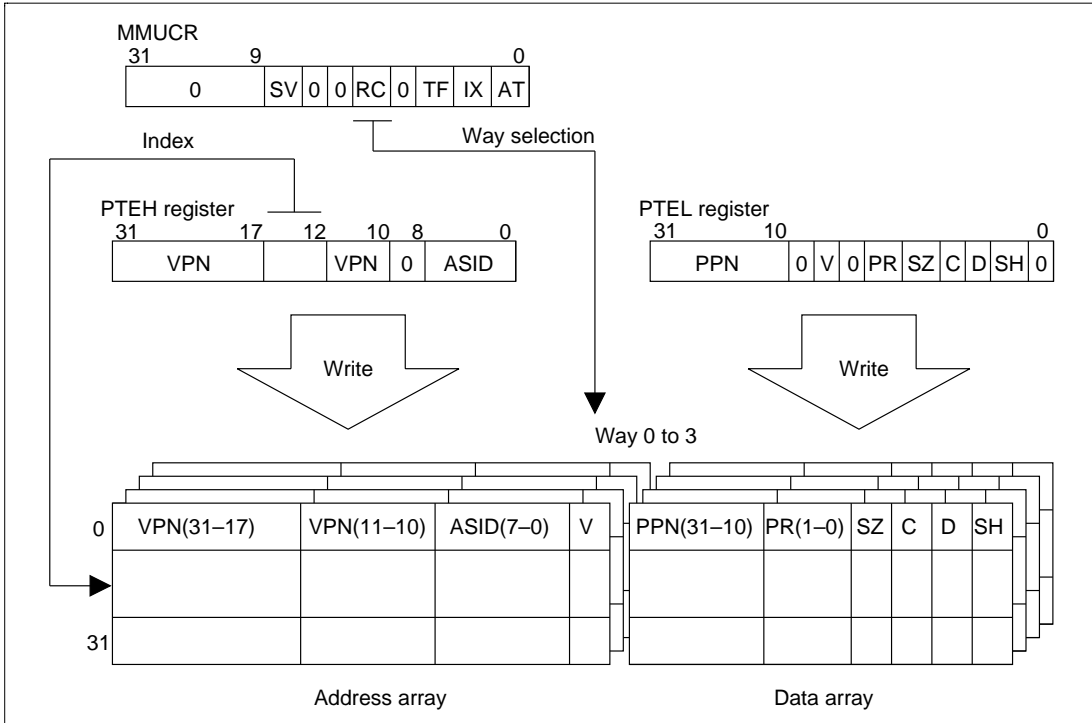 MMUCR
31 9 0
0 SV 0 0 RC 0 TF IX AT
Index
Way selection
PTEH register
31 17 12 10 8 0
VPN VPN 0 ASID
PTEL register
31 10 0
PPN 0 V 0 PR SZ C D SH 0
Write
Write
Way 0 to 3
0 VPN(31–17) VPN(11–10) ASID(7–0) V PPN(31–10) PR(1–0) SZ C D SH
31
Address array
Data array